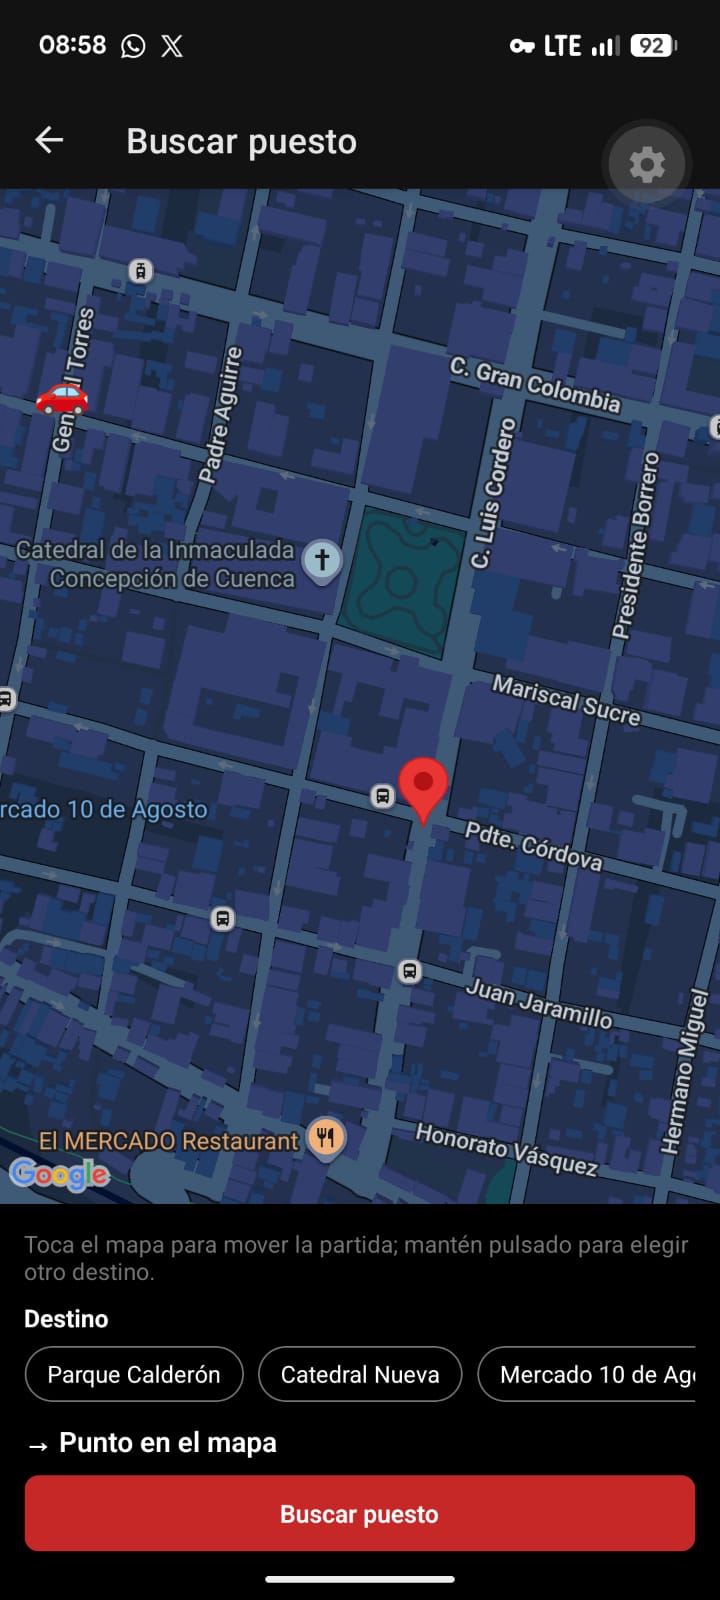 08:58
LTE
92
Buscar puesto
General Torres
Padre Aguirre
C. Gran Colombia
C. Luis Cordero
Presidente Borrero
Catedral de la Inmaculada
Concepción de Cuenca
Mariscal Sucre
rcado 10 de Agosto
Pdte. Córdova
Juan Jaramillo
Hermano Miguel
El MERCADO Restaurant
Honorato Vásquez
Google
Toca el mapa para mover la partida; mantén pulsado para elegir
otro destino.
Destino
Parque Calderón
Catedral Nueva
Mercado 10 de Ag
→ Punto en el mapa
Buscar puesto